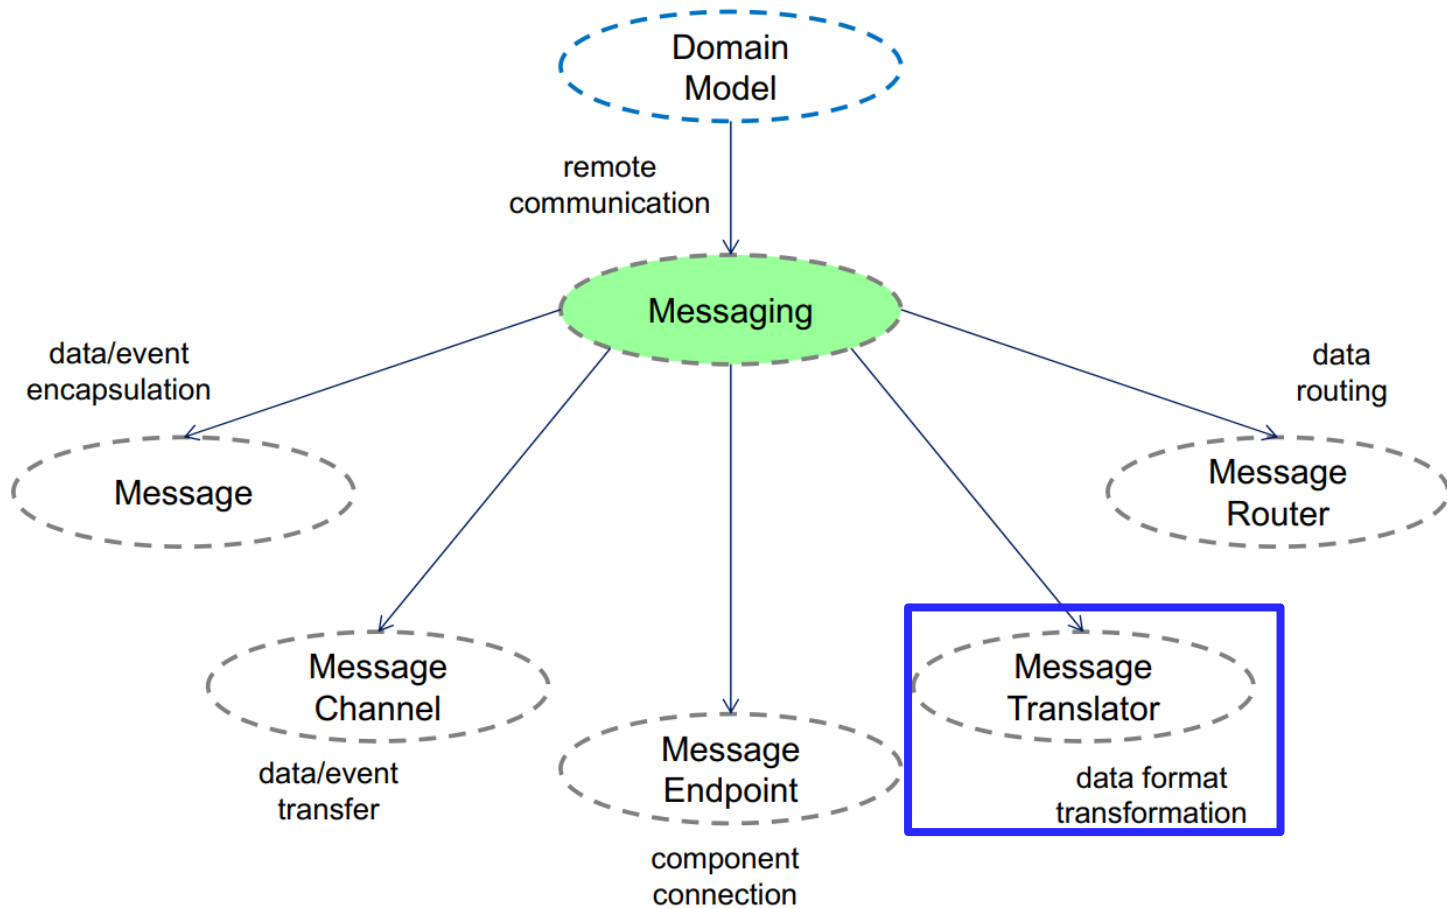 Domain
Model
remote
communication
Messaging
data/event
encapsulation
data
routing
Message
Message
Router
Message
Channel
Message
Translator
Message
Endpoint
data/event
transfer
data format
transformation
component
connection